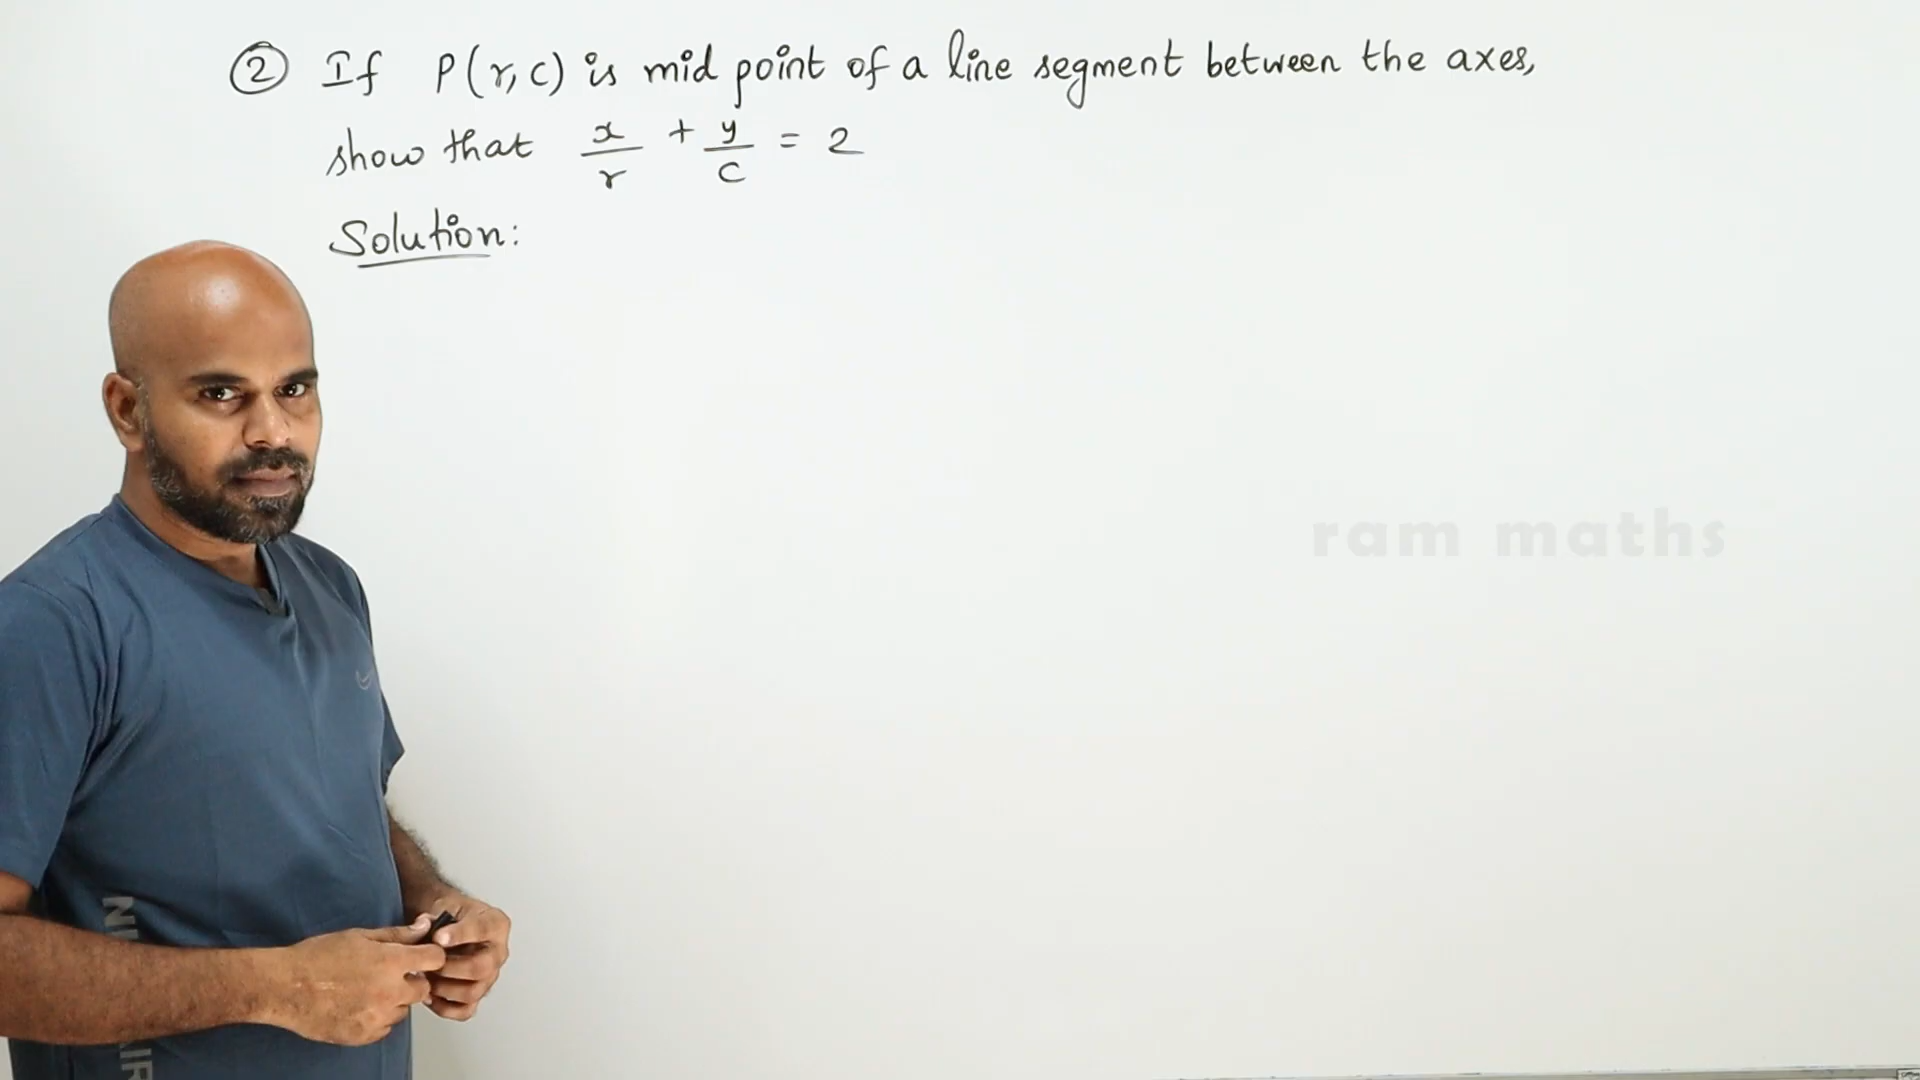 ② If P(r, c) is mid point of a line segment between the axes,
show that x/r + y/c = 2
Solution:
ram maths